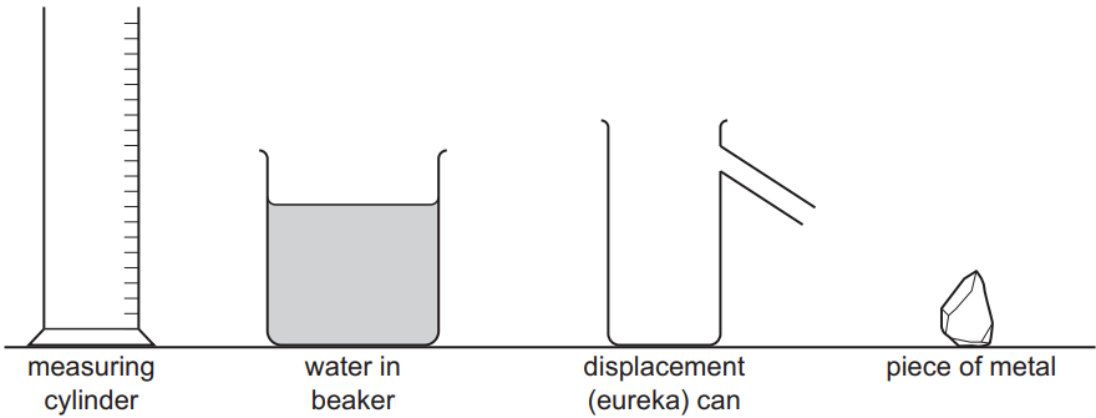 measuring
cylinder
water in
beaker
displacement
(eureka) can
piece of metal